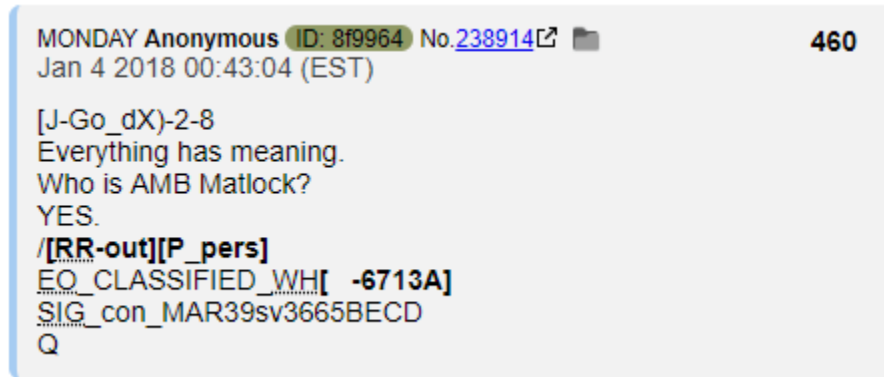 MONDAY Anonymous ID: 8f9964 No.238914 460
Jan 4 2018 00:43:04 (EST)
[J-Go_dX)-2-8
Everything has meaning.
Who is AMB Matlock?
YES.
/[RR-out][P_pers]
EO_CLASSIFIED_WH[ -6713A]
SIG_con_MAR39sv3665BECD
Q